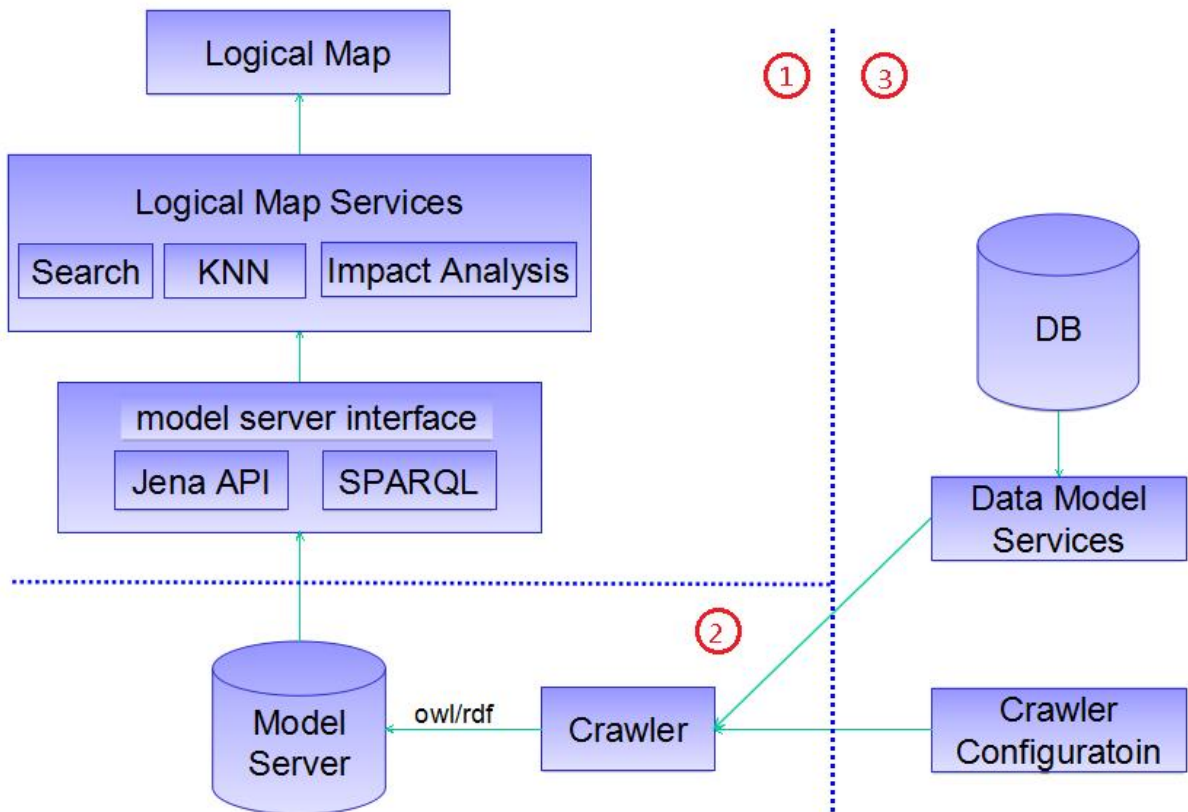 Logical Map
1
3
Logical Map Services
Search
KNN
Impact Analysis
DB
model server interface
Jena API
SPARQL
Data Model
Services
2
Model
Server
owl/rdf
Crawler
Crawler
Configuratoin